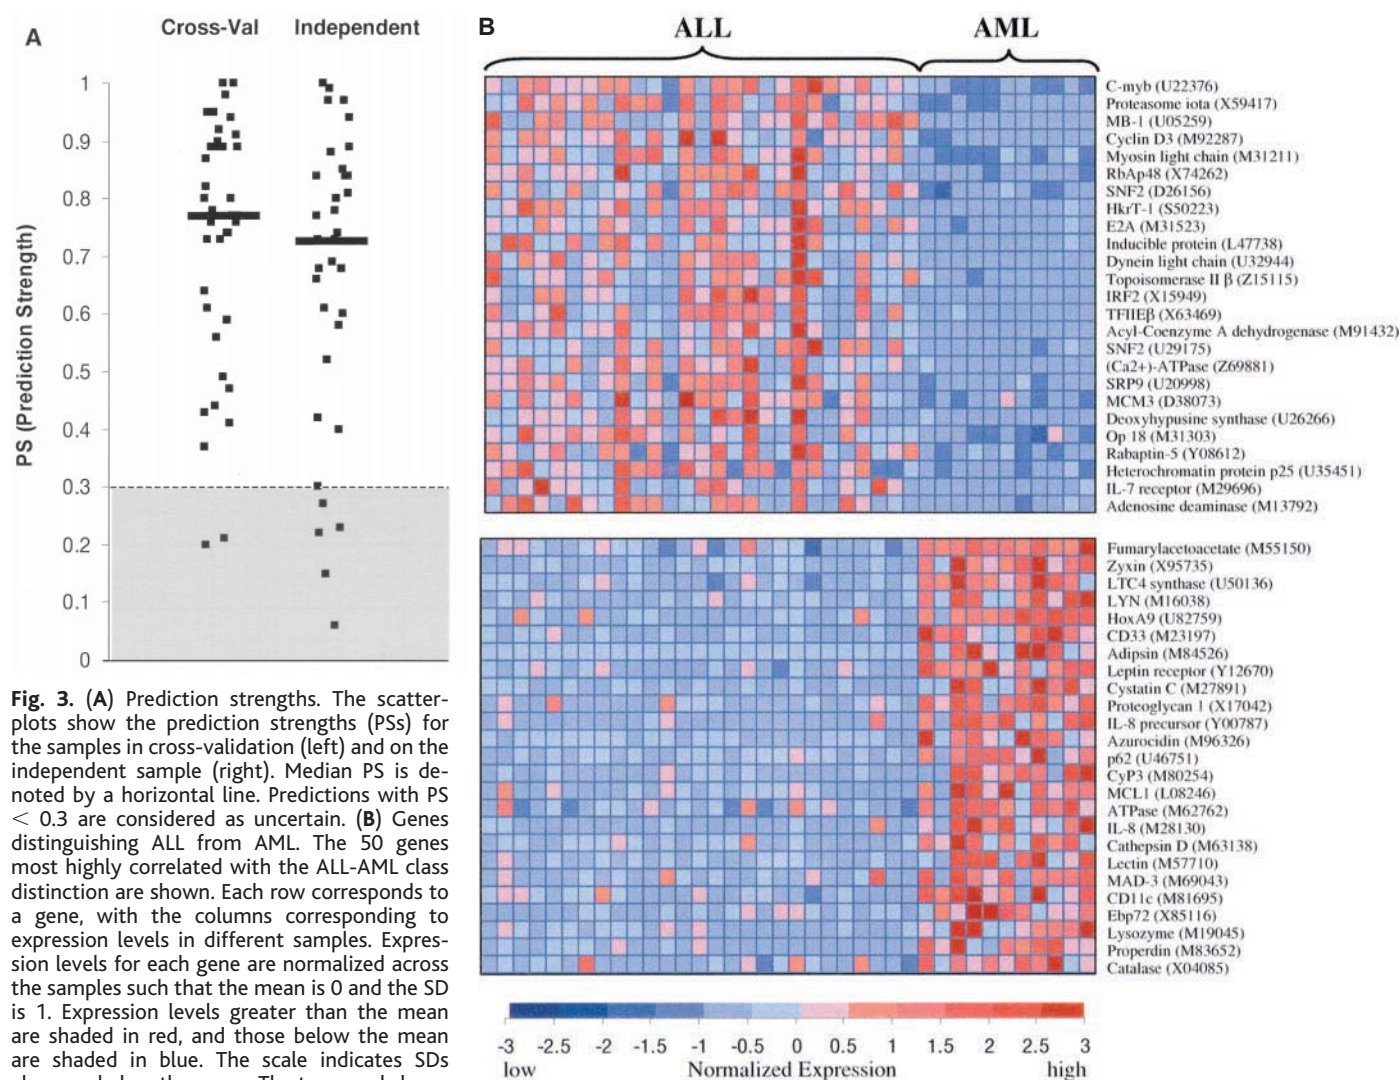 A
Cross-Val
Independent
PS (Prediction Strength)
1
0.9
0.8
0.7
0.6
0.5
0.4
0.3
0.2
0.1
0
Fig. 3. (A) Prediction strengths. The scatter-
plots show the prediction strengths (PSs) for
the samples in cross-validation (left) and on the
independent sample (right). Median PS is de-
noted by a horizontal line. Predictions with PS
< 0.3 are considered as uncertain. (B) Genes
distinguishing ALL from AML. The 50 genes
most highly correlated with the ALL-AML class
distinction are shown. Each row corresponds to
a gene, with the columns corresponding to
expression levels in different samples. Expres-
sion levels for each gene are normalized across
the samples such that the mean is 0 and the SD
is 1. Expression levels greater than the mean
are shaded in red, and those below the mean
are shaded in blue. The scale indicates SDs
B
ALL
AML
C-myb (U22376)
Proteasome iota (X59417)
MB-1 (U05259)
Cyclin D3 (M92287)
Myosin light chain (M31211)
RbAp48 (X74262)
SNF2 (D26156)
HkrT-1 (S50223)
E2A (M31523)
Inducible protein (L47738)
Dynein light chain (U32944)
Topoisomerase II β (Z15115)
IRF2 (X15949)
TFIIEβ (X63469)
Acyl-Coenzyme A dehydrogenase (M91432)
SNF2 (U29175)
(Ca2+)-ATPase (Z69881)
SRP9 (U20998)
MCM3 (D38073)
Deoxyhypusine synthase (U26266)
Op 18 (M31303)
Rabaptin-5 (Y08612)
Heterochromatin protein p25 (U35451)
IL-7 receptor (M29696)
Adenosine deaminase (M13792)
Fumarylacetoacetate (M55150)
Zyxin (X95735)
LTC4 synthase (U50136)
LYN (M16038)
HoxA9 (U82759)
CD33 (M23197)
Adipsin (M84526)
Leptin receptor (Y12670)
Cystatin C (M27891)
Proteoglycan 1 (X17042)
IL-8 precursor (Y00787)
Azurocidin (M96326)
p62 (U46751)
CyP3 (M80254)
MCL1 (L08246)
ATPase (M62762)
IL-8 (M28130)
Cathepsin D (M63138)
Lectin (M57710)
MAD-3 (M69043)
CD11c (M81695)
Ebp72 (X85116)
Lysozyme (M19045)
Properdin (M83652)
Catalase (X04085)
-3 -2.5 -2 -1.5 -1 -0.5 0 0.5 1 1.5 2 2.5 3
low Normalized Expression high